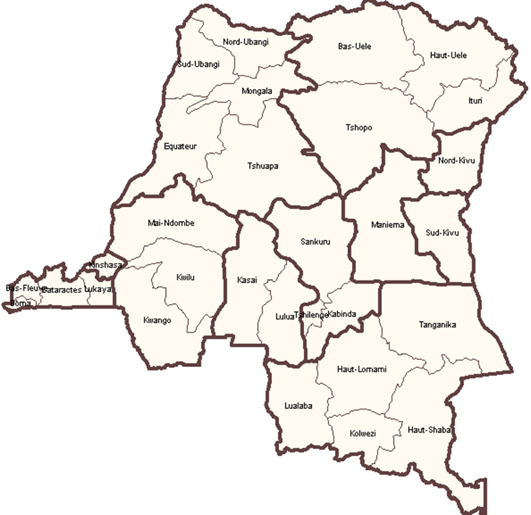 Nord-Ubangi
Bas-Uele
Haut-Uele
Sud-Ubangi
Mongala
Ituri
Tshopo
Equateur
Nord-Kivu
Tshuapa
Mai-Ndombe
Maniema
Sud-Kivu
Sankuru
Kinshasa
Kwilu
Kasai
Bas-Fleuve
Bataractes
Lukaya
Boma
Kwango
Lulua
Tshilenge
Kabinda
Tanganika
Haut-Lomami
Lualaba
Kolwezi
Haut-Shaba